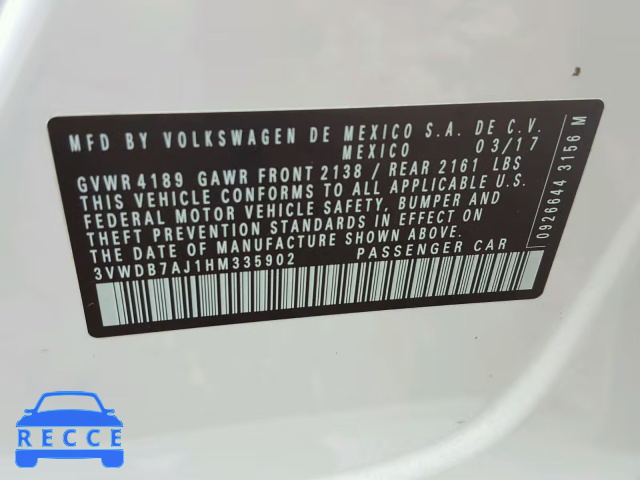 MFD BY VOLKSWAGEN DE MEXICO S.A. DE C.V.
MEXICO 03/17
GVWR 4189 GAWR FRONT 2138 / REAR 2161 LBS
THIS VEHICLE CONFORMS TO ALL APPLICABLE U.S.
FEDERAL MOTOR VEHICLE SAFETY, BUMPER AND
THEFT PREVENTION STANDARDS IN EFFECT ON
THE DATE OF MANUFACTURE SHOWN ABOVE.
3VWDB7AJ1HM335902 PASSENGER CAR
0926644 3156 M
RECCE